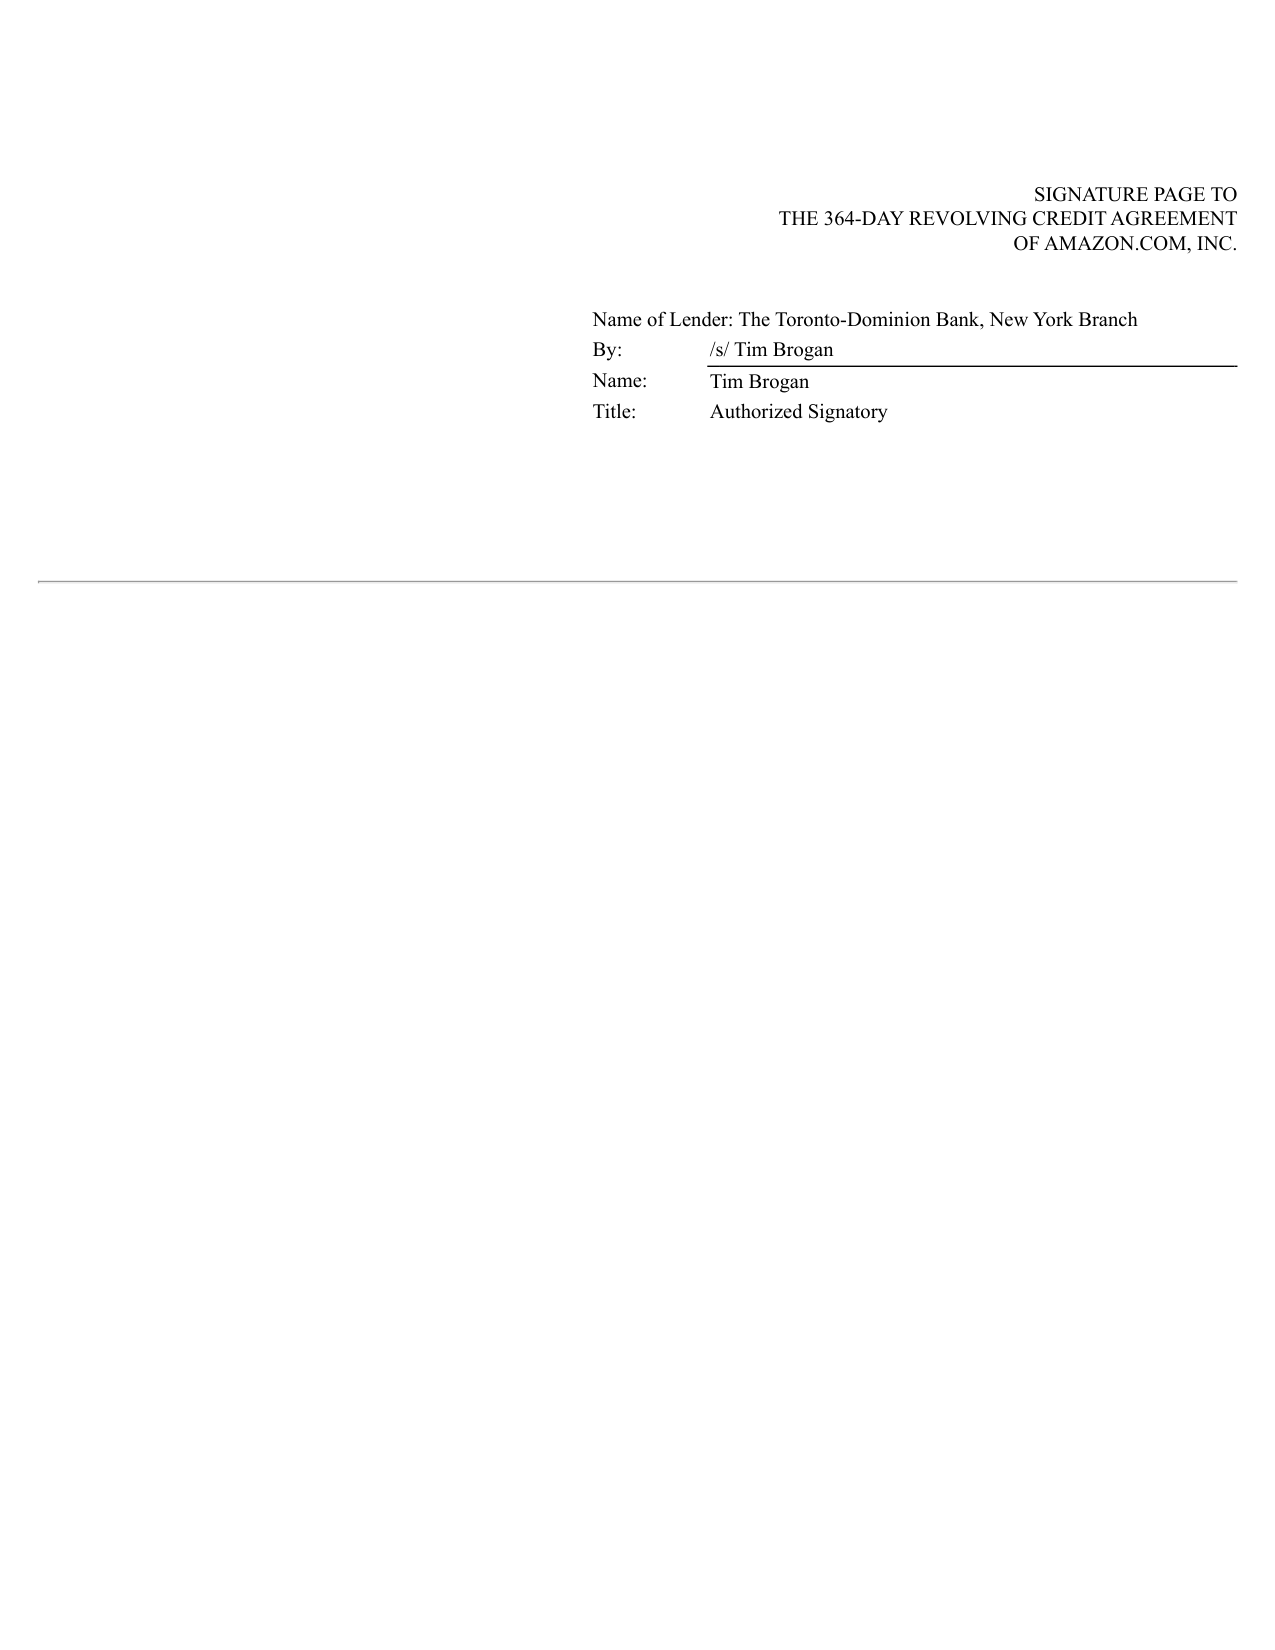 SIGNATURE PAGE TO
THE 364-DAY REVOLVING CREDIT AGREEMENT
OF AMAZON.COM, INC.
Name of Lender: The Toronto-Dominion Bank, New York Branch
By: /s/ Tim Brogan
Name: Tim Brogan
Title: Authorized Signatory